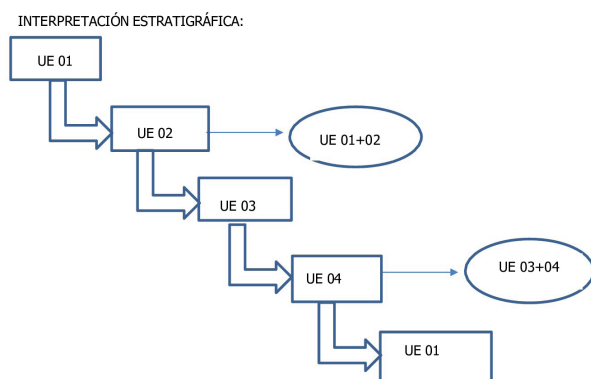 INTERPRETACIÓN ESTRATIGRÁFICA:
UE 01
UE 02
UE 01+02
UE 03
UE 04
UE 03+04
UE 01